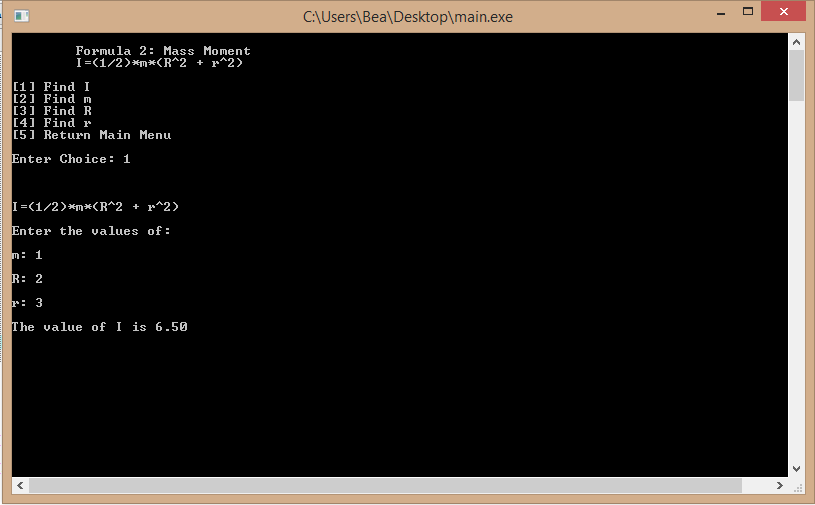 C:\Users\Bea\Desktop\main.exe
Formula 2: Mass Moment
I=(1/2)*m*(R^2 + r^2)
[1] Find I
[2] Find m
[3] Find R
[4] Find r
[5] Return Main Menu
Enter Choice: 1
I=(1/2)*m*(R^2 + r^2)
Enter the values of:
m: 1
R: 2
r: 3
The value of I is 6.50